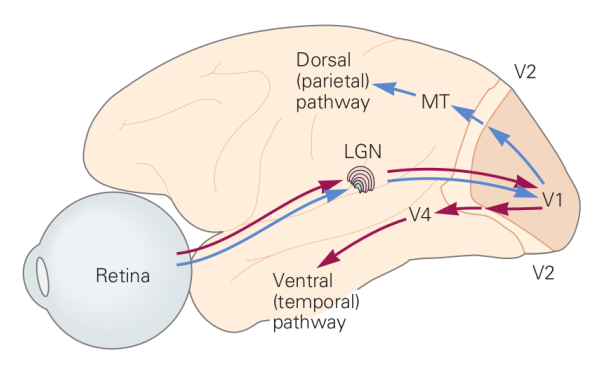 Dorsal
(parietal)
pathway
V2
MT
LGN
V1
V4
Retina
Ventral
(temporal)
pathway
V2